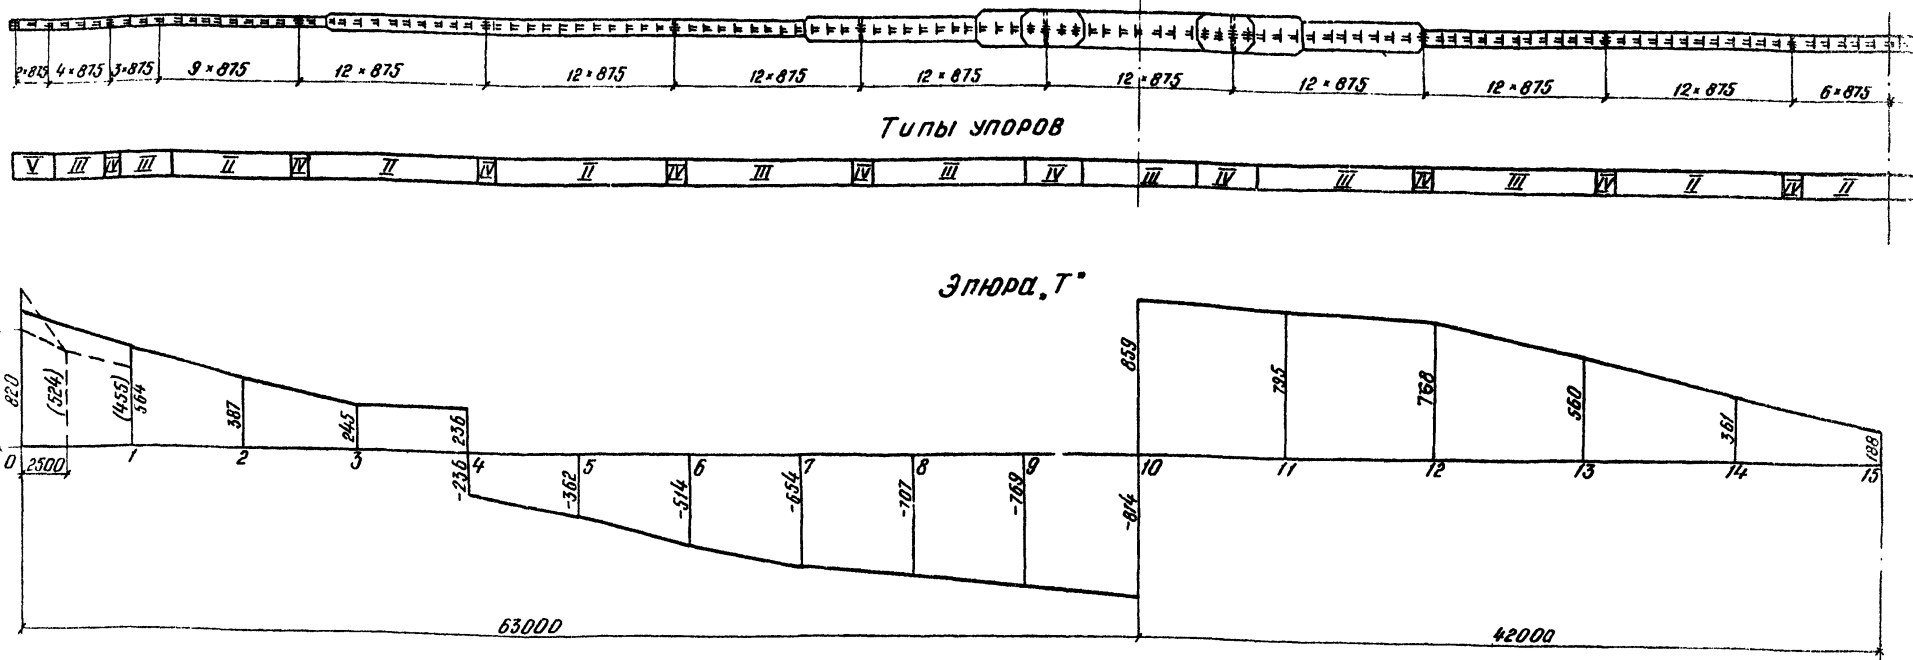 2×875 4×875 3×875 9×875 12×875 12×875 12×875 12×875 12×875 12×875 12×875 12×875 6×875
Типы упоров
V III IV III II IV II IV II IV III IV III IV III IV III IV III IV II IV II
Эпюра „Т"
820 (524) (455) 564 387 245 236 859 795 768 560 361 188
0 2500 1 2 3 4 5 6 7 8 9 10 11 12 13 14 15
-236 -362 -514 -654 -707 -769 -814
63000 42000